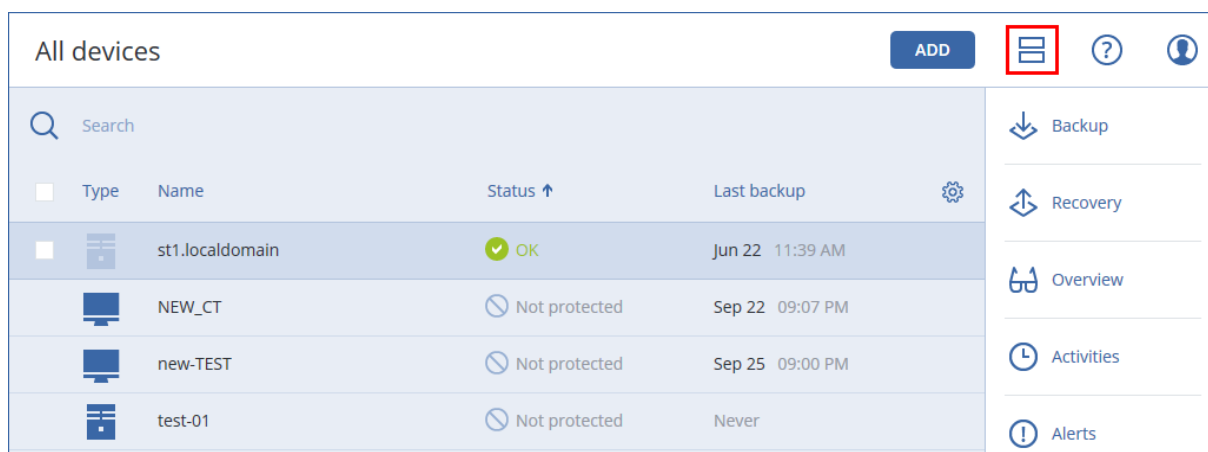 All devices ADD
Search
Type Name Status Last backup
st1.localdomain OK Jun 22 11:39 AM
NEW_CT Not protected Sep 22 09:07 PM
new-TEST Not protected Sep 25 09:00 PM
test-01 Not protected Never
Backup
Recovery
Overview
Activities
Alerts